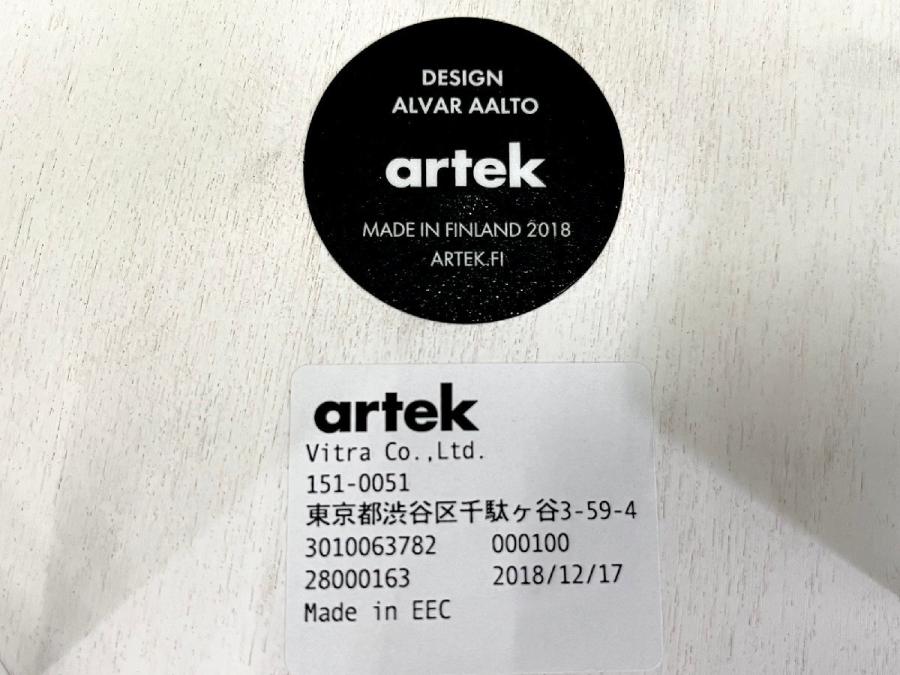 DESIGN
ALVAR AALTO
artek
MADE IN FINLAND 2018
ARTEK.FI
artek
Vitra Co.,Ltd.
151-0051
東京都渋谷区千駄ヶ谷3-59-4
3010063782 000100
28000163 2018/12/17
Made in EEC